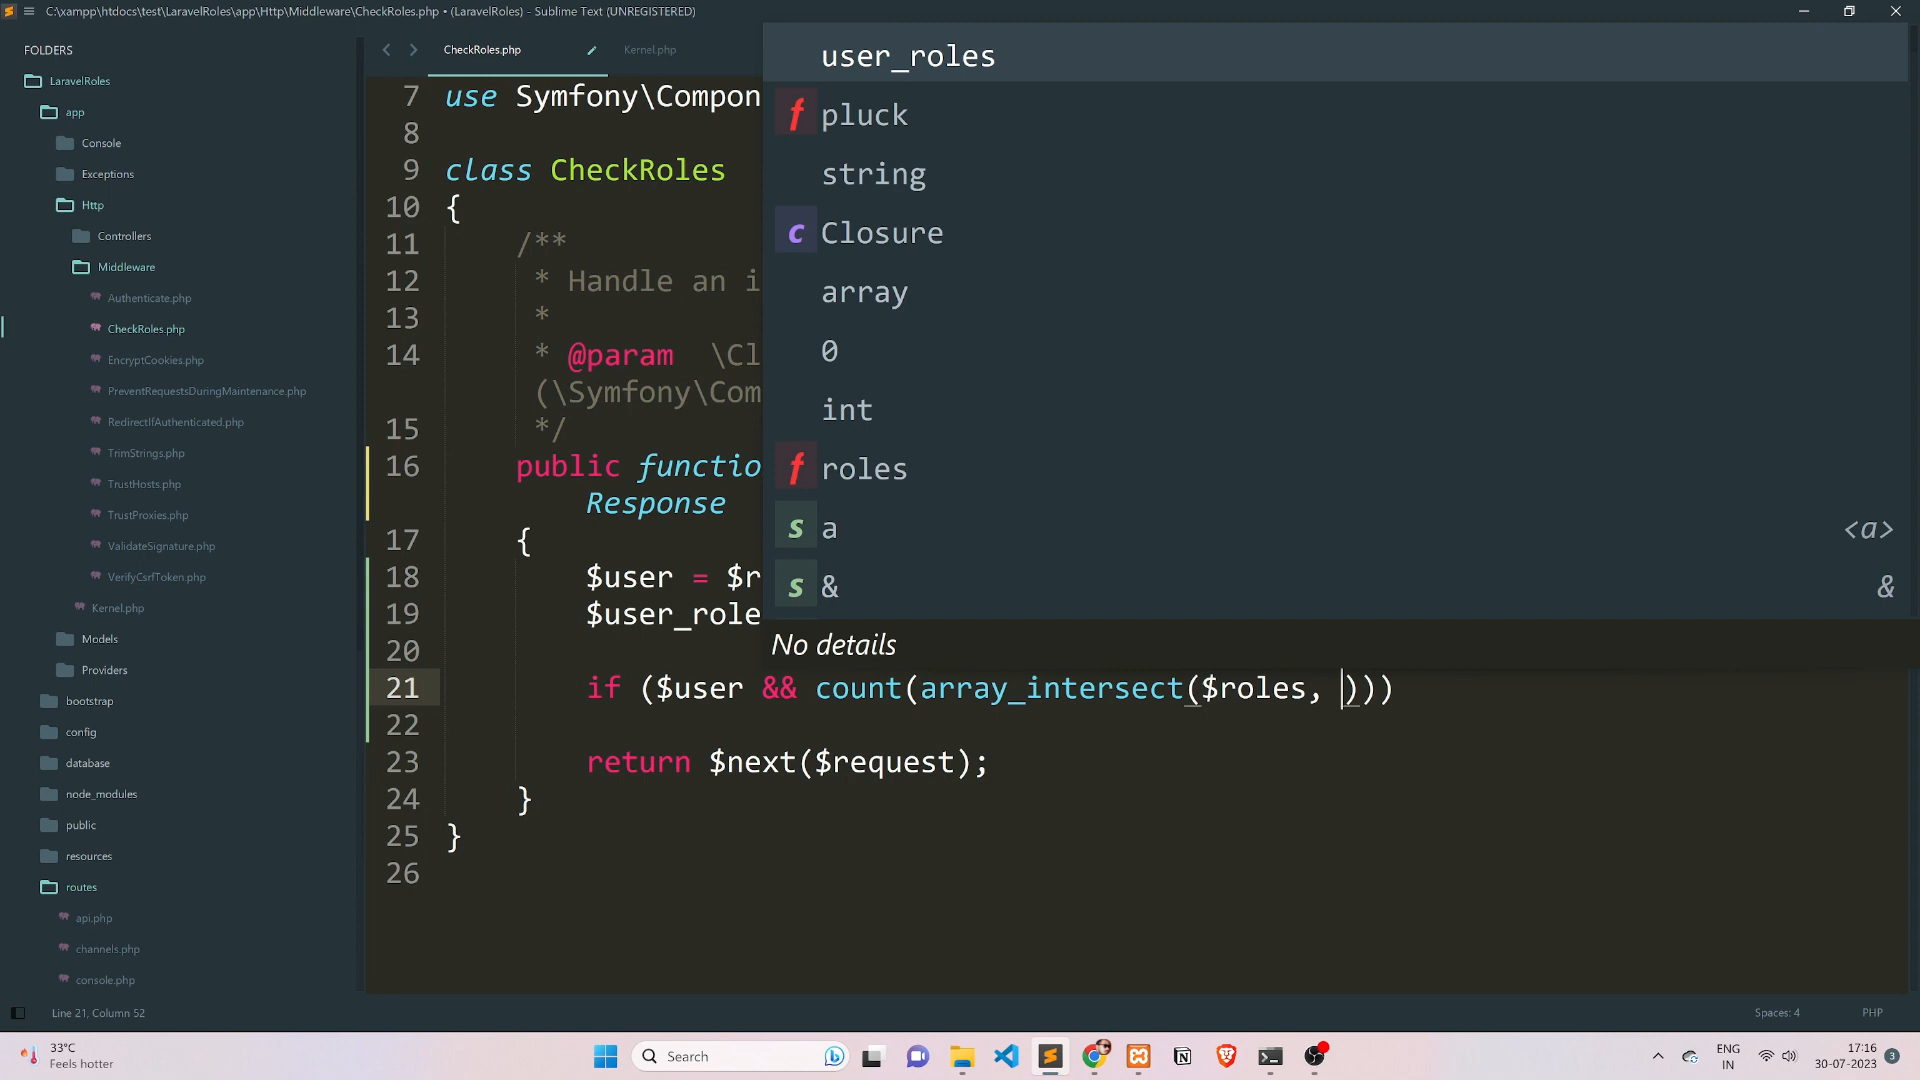 C:\xampp\htdocs\test\LaravelRoles\app\Http\Middleware\CheckRoles.php • (LaravelRoles) - Sublime Text (UNREGISTERED)
FOLDERS
LaravelRoles
app
Console
Exceptions
Http
Controllers
Middleware
Authenticate.php
CheckRoles.php
EncryptCookies.php
PreventRequestsDuringMaintenance.php
RedirectIfAuthenticated.php
TrimStrings.php
TrustHosts.php
TrustProxies.php
ValidateSignature.php
VerifyCsrfToken.php
Kernel.php
Models
Providers
bootstrap
config
database
node_modules
public
resources
routes
api.php
channels.php
console.php
CheckRoles.php
Kernel.php
7 use Symfony\Compon
8
9 class CheckRoles
10 {
11 /**
12 * Handle an i
13 *
14 * @param \Cl
(\Symfony\Com
15 */
16 public functio
Response
17 {
18 $user = $r
19 $user_role
20
21 if ($user && count(array_intersect($roles, )))
22
23 return $next($request);
24 }
25 }
26
user_roles
f pluck
string
c Closure
array
0
int
f roles
s a <a>
s & &
No details
Line 21, Column 52
Spaces: 4
PHP
33°C
Feels hotter
Search
ENG
IN
17:16
30-07-2023
3